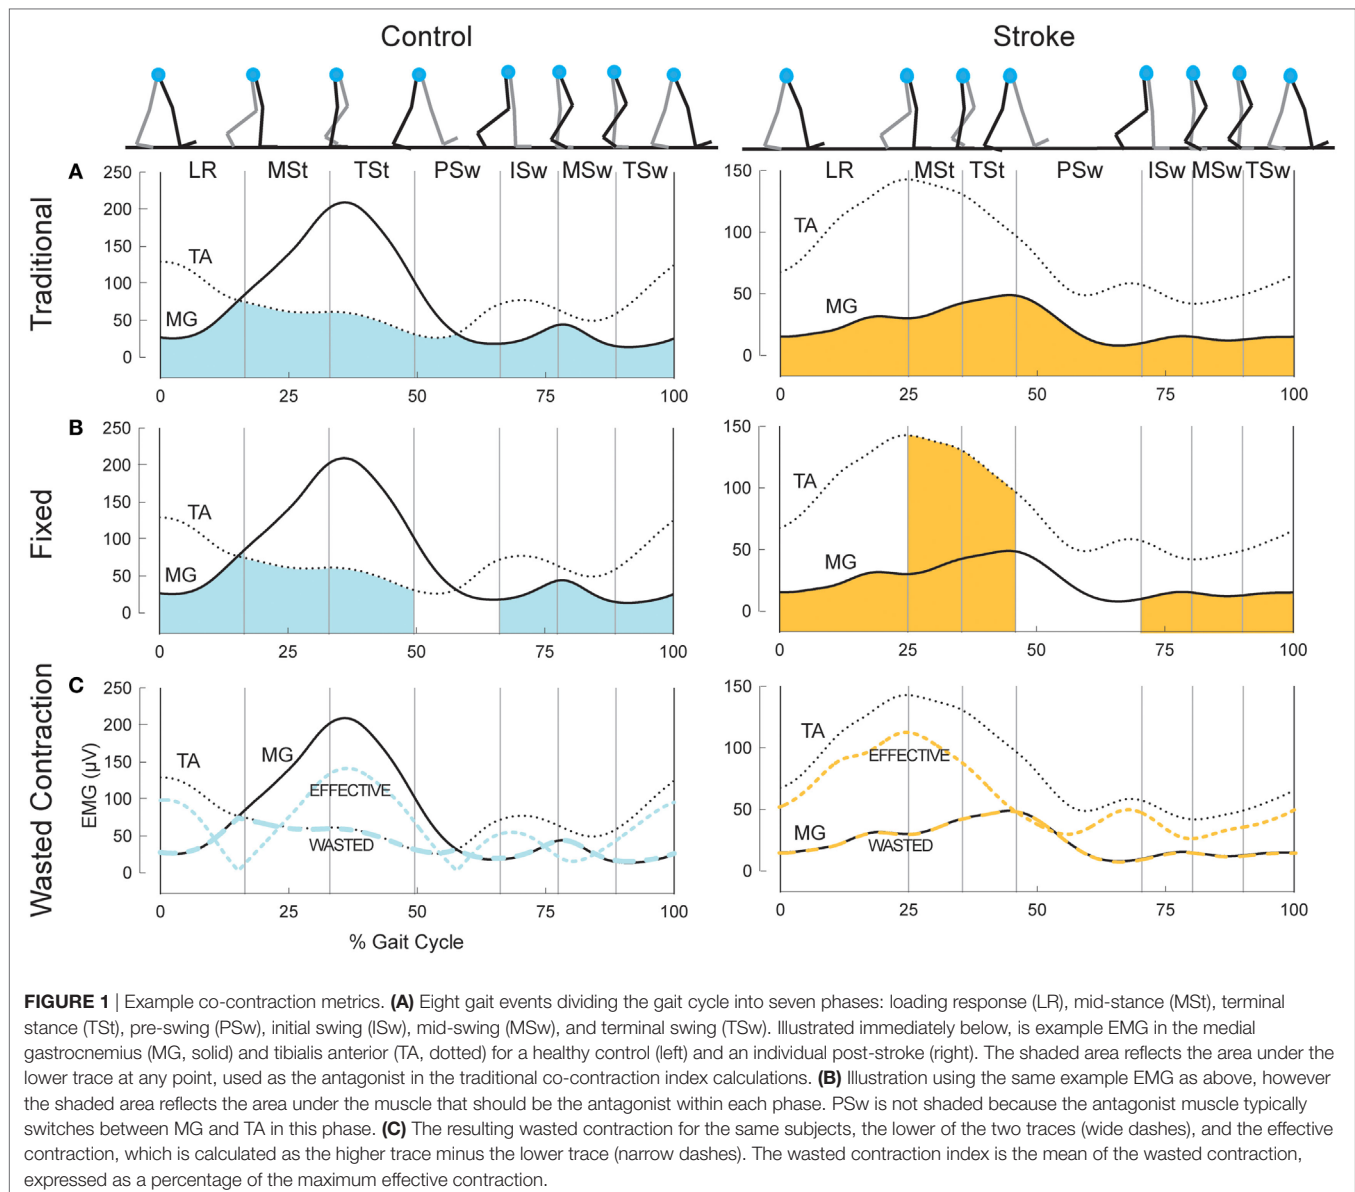 Control
Stroke
A
Traditional
LR MSt TSt PSw ISw MSw TSw
250
200
150
100
50
0
TA
MG
0 25 50 75 100
LR MSt TSt PSw ISw MSw TSw
150
100
50
0
TA
MG
0 25 50 75 100
B
Fixed
250
200
150
100
50
0
TA
MG
0 25 50 75 100
150
100
50
0
TA
MG
0 25 50 75 100
C
Wasted Contraction
EMG (µV)
250
200
150
100
50
0
TA
MG
EFFECTIVE
WASTED
0 25 50 75 100
% Gait Cycle
150
100
50
0
TA
EFFECTIVE
MG
WASTED
0 25 50 75 100
FIGURE 1 | Example co-contraction metrics. (A) Eight gait events dividing the gait cycle into seven phases: loading response (LR), mid-stance (MSt), terminal
stance (TSt), pre-swing (PSw), initial swing (ISw), mid-swing (MSw), and terminal swing (TSw). Illustrated immediately below, is example EMG in the medial
gastrocnemius (MG, solid) and tibialis anterior (TA, dotted) for a healthy control (left) and an individual post-stroke (right). The shaded area reflects the area under the
lower trace at any point, used as the antagonist in the traditional co-contraction index calculations. (B) Illustration using the same example EMG as above, however
the shaded area reflects the area under the muscle that should be the antagonist within each phase. PSw is not shaded because the antagonist muscle typically
switches between MG and TA in this phase. (C) The resulting wasted contraction for the same subjects, the lower of the two traces (wide dashes), and the effective
contraction, which is calculated as the higher trace minus the lower trace (narrow dashes). The wasted contraction index is the mean of the wasted contraction,
expressed as a percentage of the maximum effective contraction.